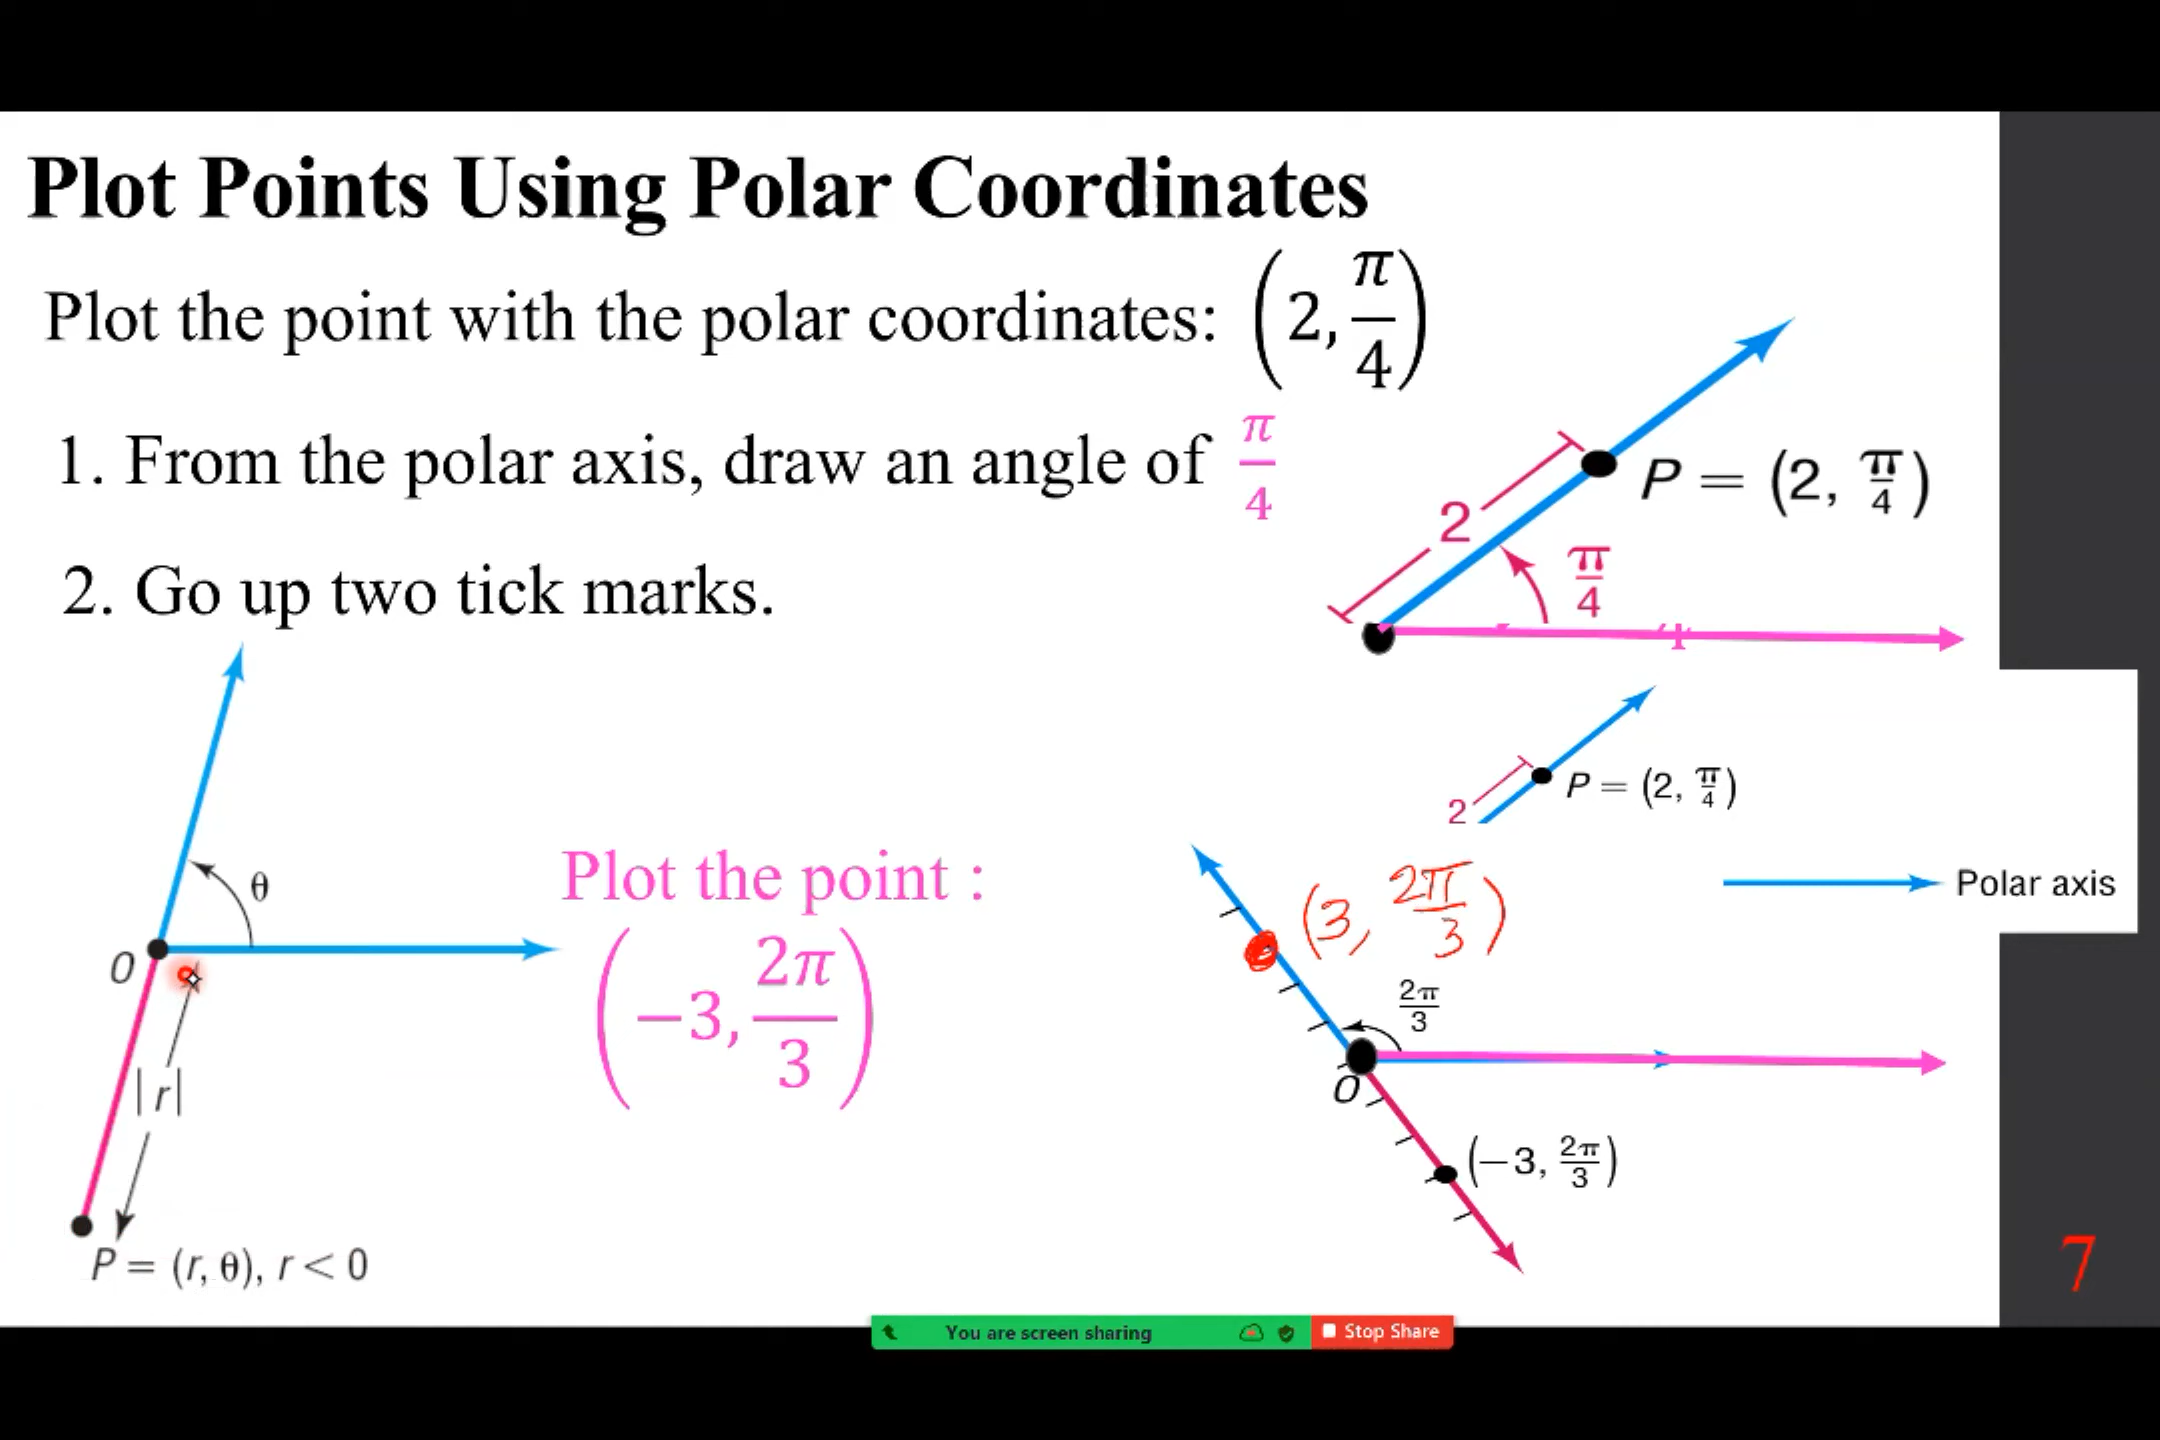 Plot Points Using Polar Coordinates
Plot the point with the polar coordinates: (2, π/4)
1. From the polar axis, draw an angle of π/4
2. Go up two tick marks.
2
P = (2, π/4)
π/4
4
2
P = (2, π/4)
Polar axis
θ
O
|r|
P = (r, θ), r < 0
Plot the point :
(−3, 2π/3)
(3, 2π/3)
2π/3
O
(−3, 2π/3)
7
You are screen sharing
Stop Share